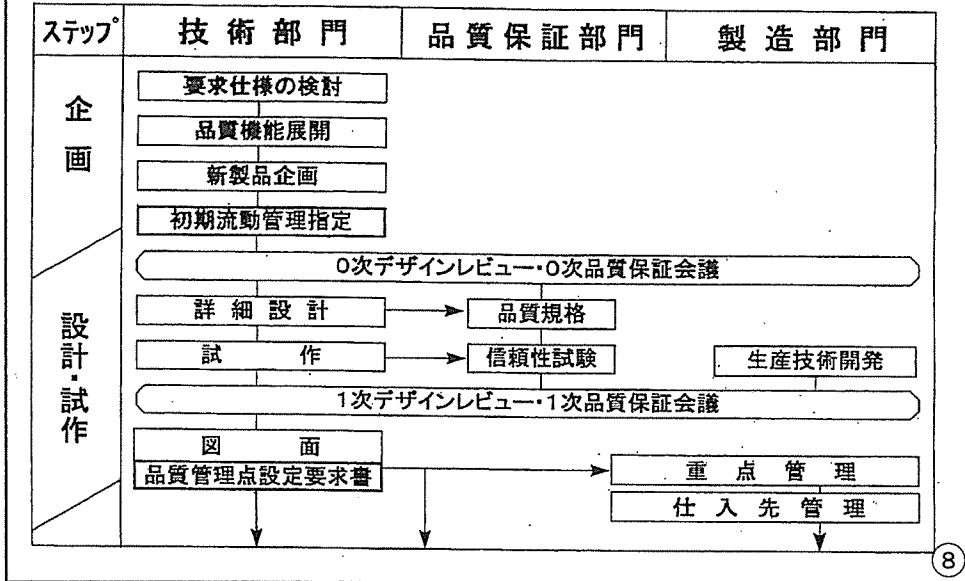 ステップ 技術部門 品質保証部門 製造部門
企画
要求仕様の検討
品質機能展開
新製品企画
初期流動管理指定
0次デザインレビュー・0次品質保証会議
設計・試作
詳細設計 品質規格
試作 信頼性試験 生産技術開発
1次デザインレビュー・1次品質保証会議
図面
品質管理点設定要求書 重点管理
仕入先管理
⑧